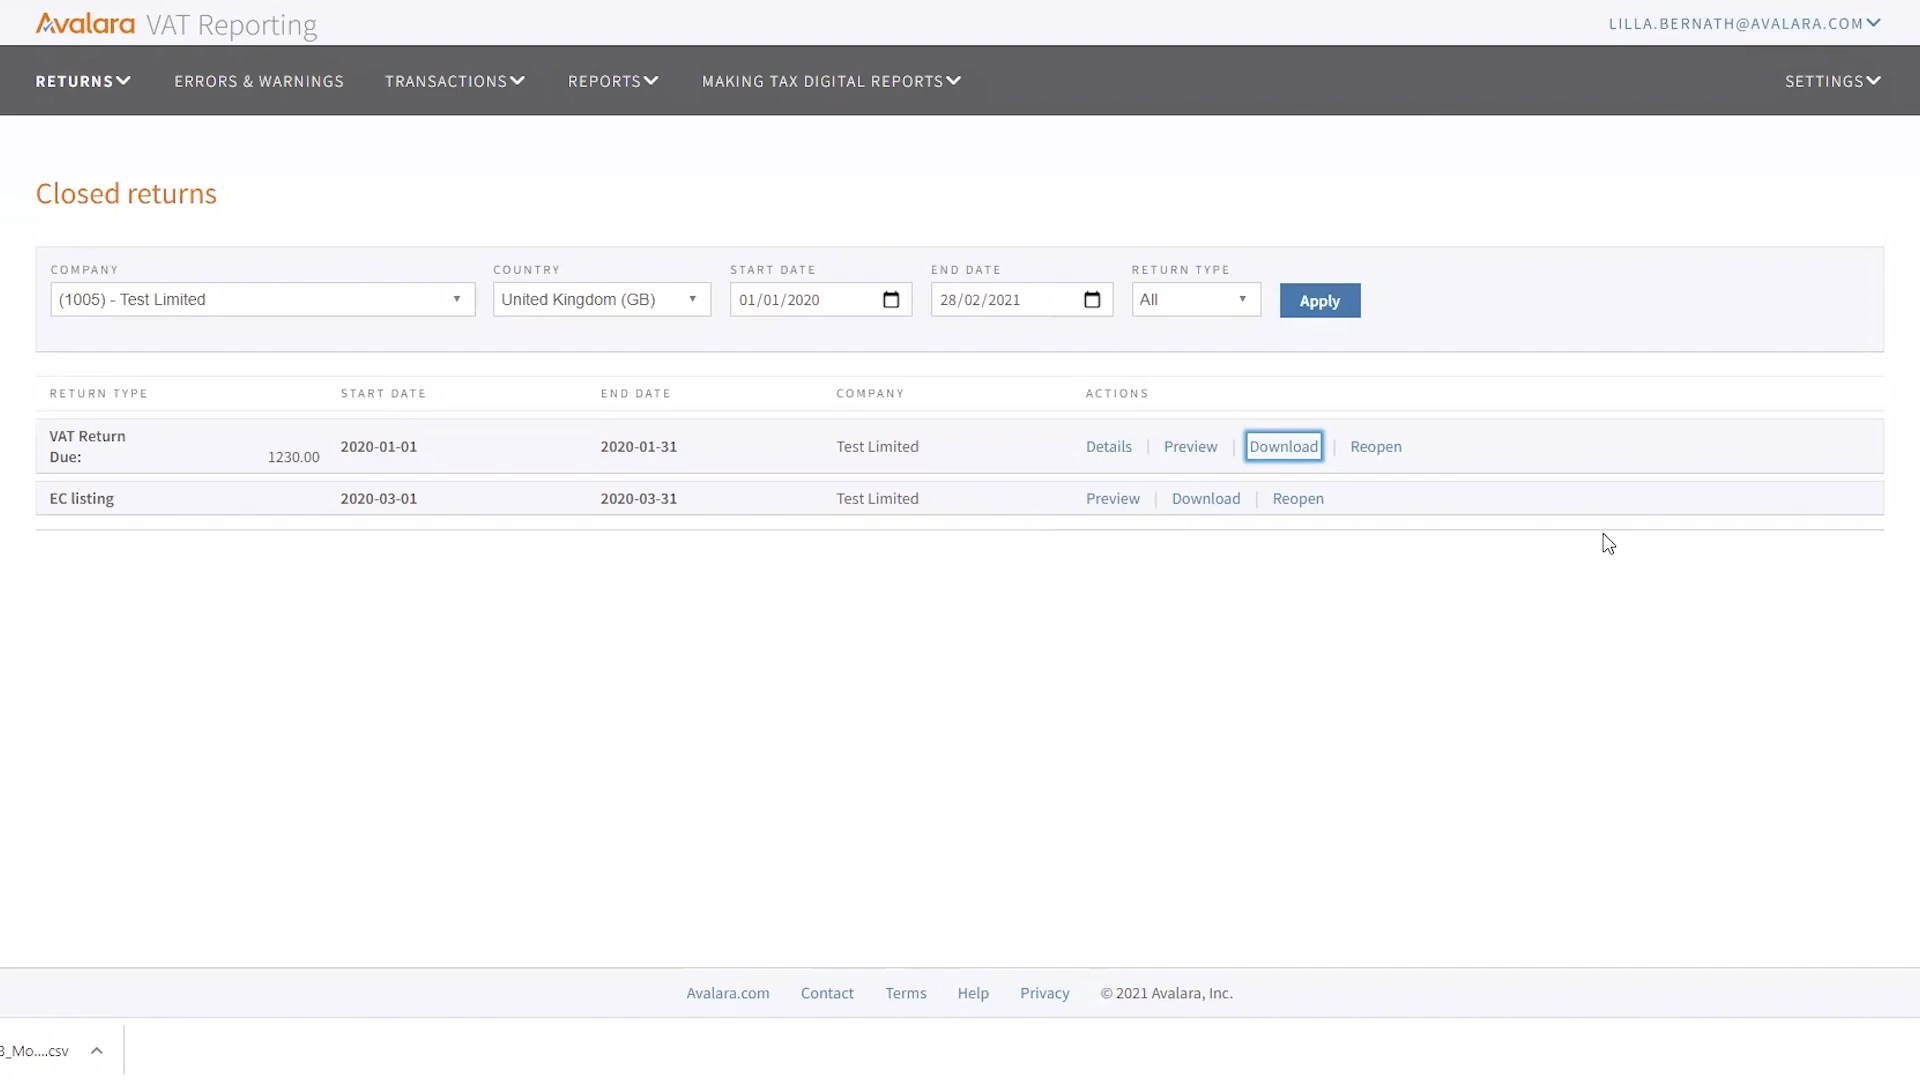 Avalara VAT Reporting
LILLA.BERNATH@AVALARA.COM
RETURNS ERRORS & WARNINGS TRANSACTIONS REPORTS MAKING TAX DIGITAL REPORTS SETTINGS
Closed returns
COMPANY COUNTRY START DATE END DATE RETURN TYPE
(1005) - Test Limited United Kingdom (GB) 01/01/2020 28/02/2021 All Apply
RETURN TYPE START DATE END DATE COMPANY ACTIONS
VAT Return
Due: 1230.00 2020-01-01 2020-01-31 Test Limited Details | Preview | Download | Reopen
EC listing 2020-03-01 2020-03-31 Test Limited Preview | Download | Reopen
Avalara.com Contact Terms Help Privacy © 2021 Avalara, Inc.
3_Mo....csv